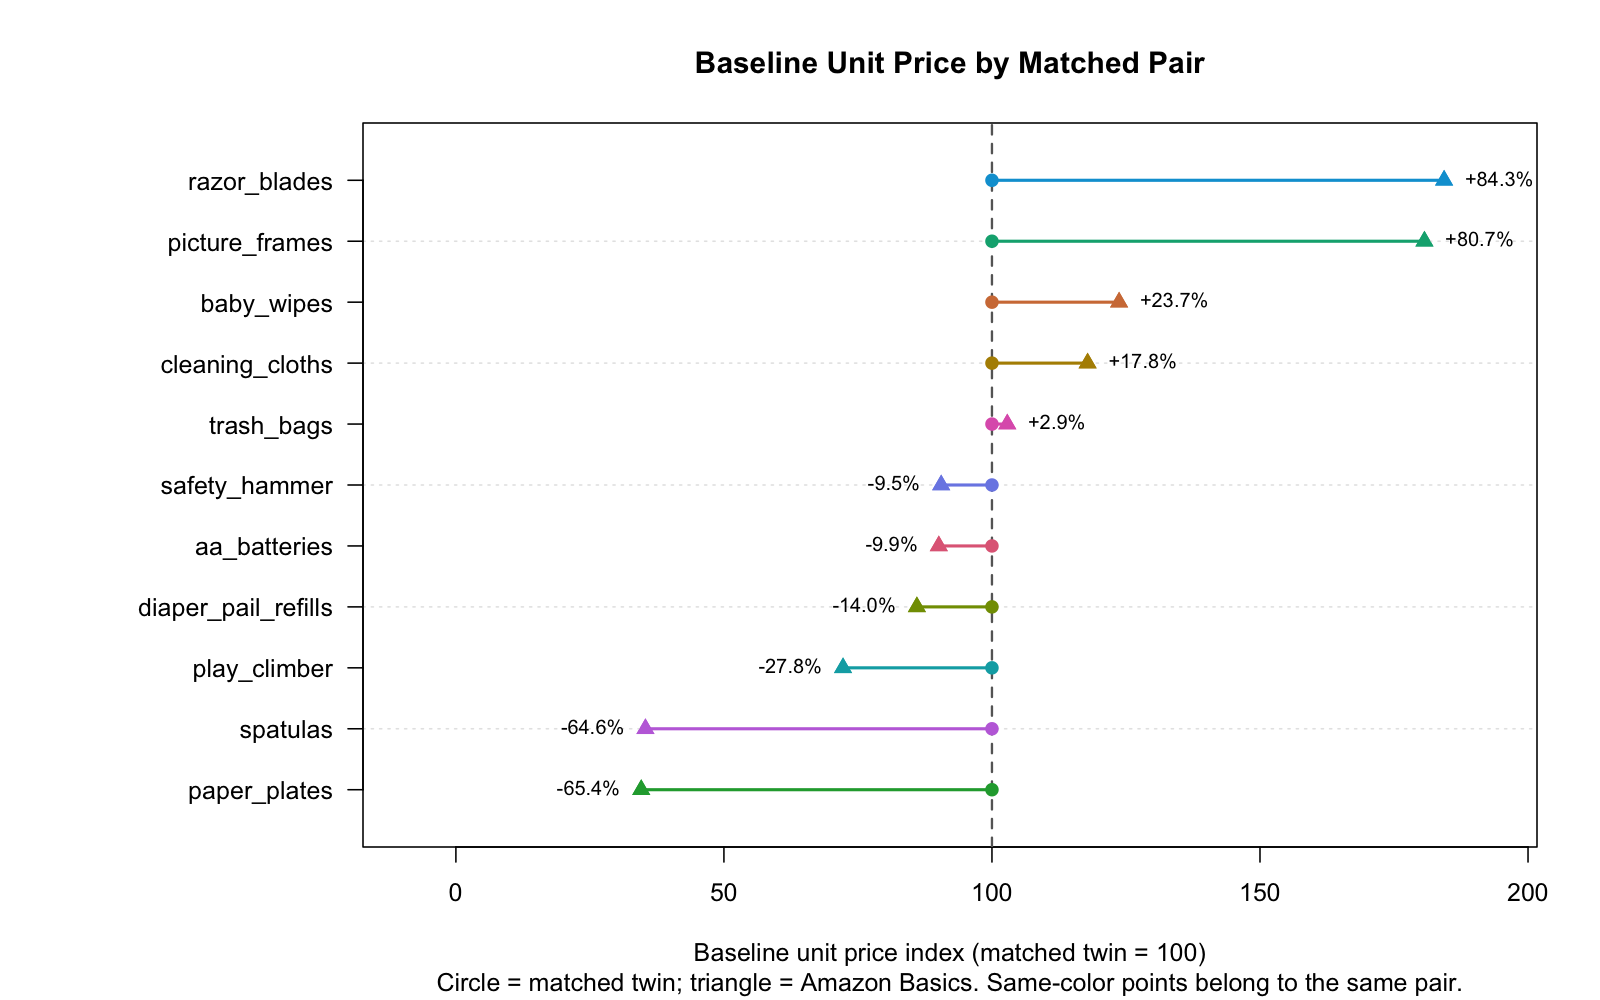 Baseline Unit Price by Matched Pair
razor_blades +84.3%
picture_frames +80.7%
baby_wipes +23.7%
cleaning_cloths +17.8%
trash_bags +2.9%
safety_hammer -9.5%
aa_batteries -9.9%
diaper_pail_refills -14.0%
play_climber -27.8%
spatulas -64.6%
paper_plates -65.4%
0 50 100 150 200
Baseline unit price index (matched twin = 100)
Circle = matched twin; triangle = Amazon Basics. Same-color points belong to the same pair.